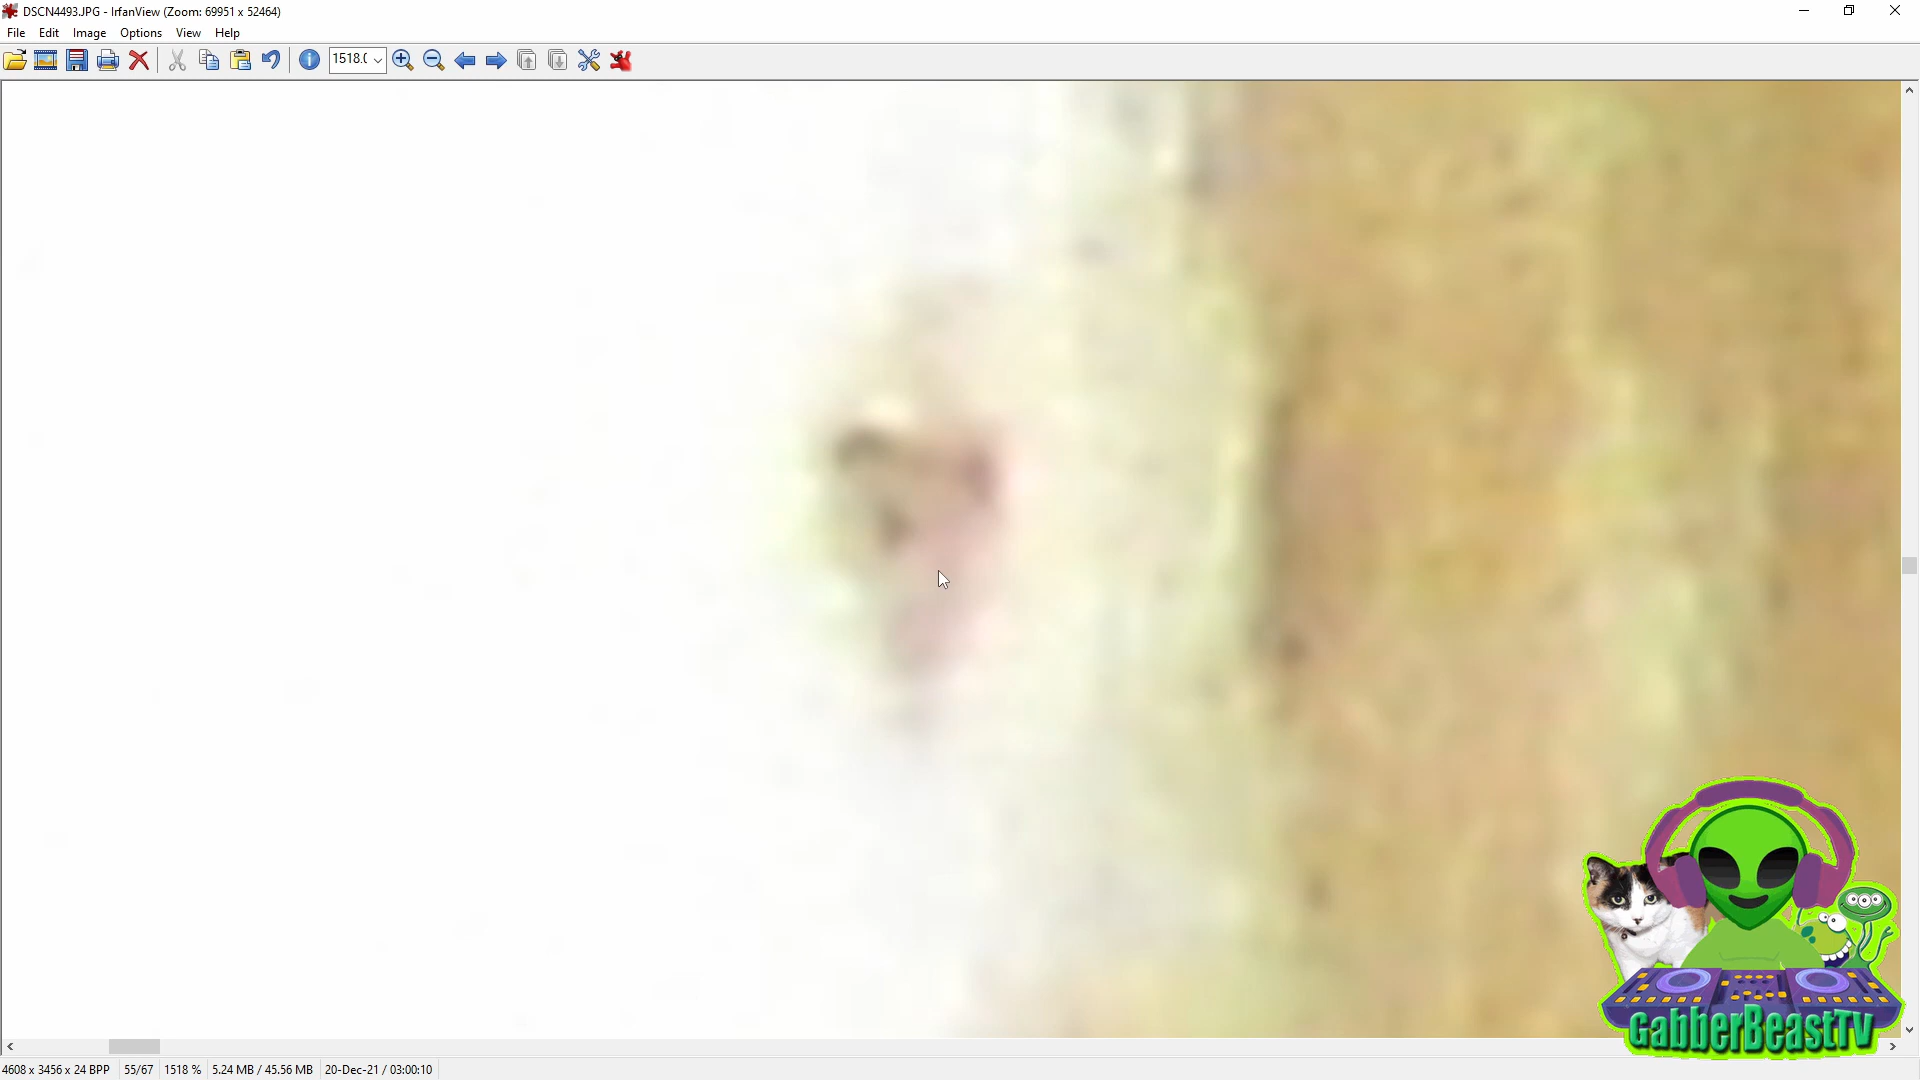 DSCN4493.JPG - IrfanView (Zoom: 69951 x 52464)
File Edit Image Options View Help
1518.0
4608 x 3456 x 24 BPP 55/67 1518 % 5.24 MB / 45.56 MB 20-Dec-21 / 03:00:10
GabberBeastTV